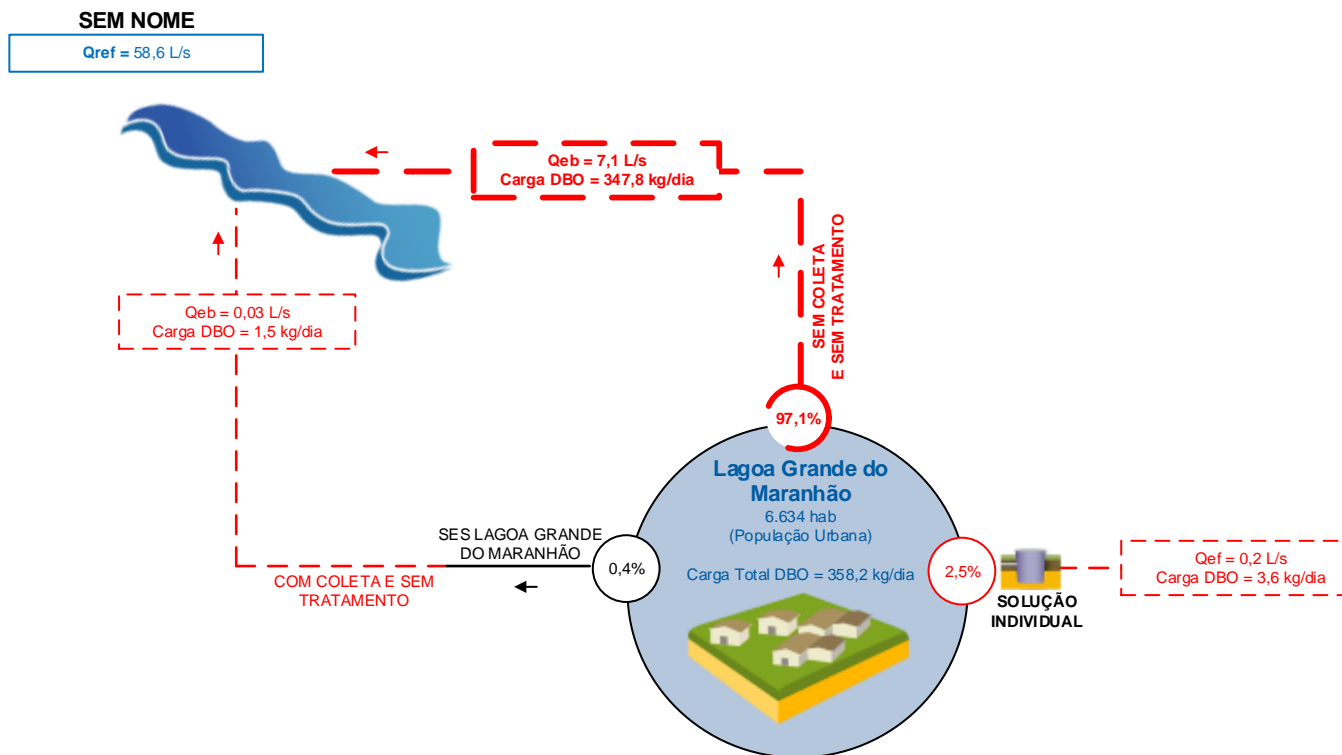 SEM NOME
Qref = 58,6 L/s
Qeb = 7,1 L/s
Carga DBO = 347,8 kg/dia
SEM COLETA
E SEM TRATAMENTO
Qeb = 0,03 L/s
Carga DBO = 1,5 kg/dia
97,1%
Lagoa Grande do
Maranhão
6.634 hab
(População Urbana)
Carga Total DBO = 358,2 kg/dia
SES LAGOA GRANDE
DO MARANHÃO
0,4%
COM COLETA E SEM
TRATAMENTO
2,5%
SOLUÇÃO
INDIVIDUAL
Qef = 0,2 L/s
Carga DBO = 3,6 kg/dia